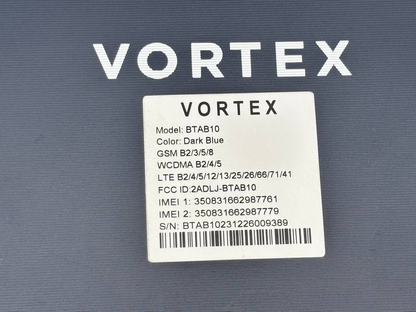 VORTEX
VORTEX
Model: BTAB10
Color: Dark Blue
GSM B2/3/5/8
WCDMA B2/4/5
LTE B2/4/5/12/13/25/26/66/71/41
FCC ID:2ADLJ-BTAB10
IMEI 1: 350831662987761
IMEI 2: 350831662987779
S/N: BTAB10231226009389